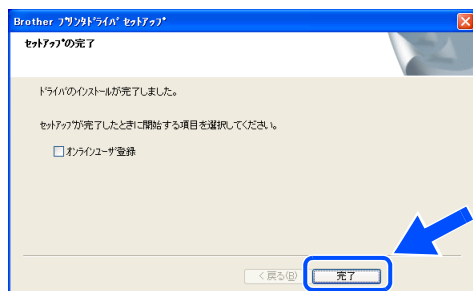 Brother ﾌﾟﾘﾝﾀﾄﾞﾗｲﾊﾞ ｾｯﾄｱｯﾌﾟ
ｾｯﾄｱｯﾌﾟの完了
ﾄﾞﾗｲﾊﾞのｲﾝｽﾄｰﾙが完了しました。
ｾｯﾄｱｯﾌﾟが完了したときに開始する項目を選択してください。
ｵﾝﾗｲﾝﾕｰｻﾞ登録
< 戻る(B)
完了